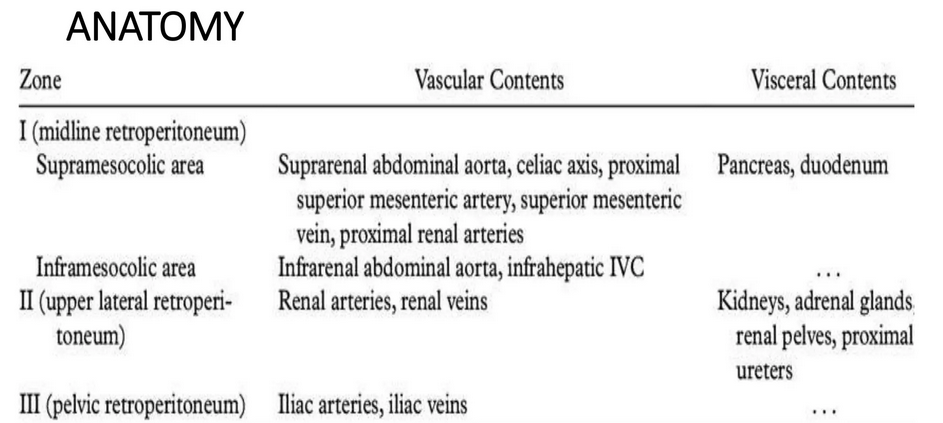 ANATOMY
Zone Vascular Contents Visceral Contents
I (midline retroperitoneum)
Supramesocolic area Suprarenal abdominal aorta, celiac axis, proximal Pancreas, duodenum
superior mesenteric artery, superior mesenteric
vein, proximal renal arteries
Inframesocolic area Infrarenal abdominal aorta, infrahepatic IVC ...
II (upper lateral retroperi- Renal arteries, renal veins Kidneys, adrenal glands
toneum) renal pelves, proximal
ureters
III (pelvic retroperitoneum) Iliac arteries, iliac veins ...